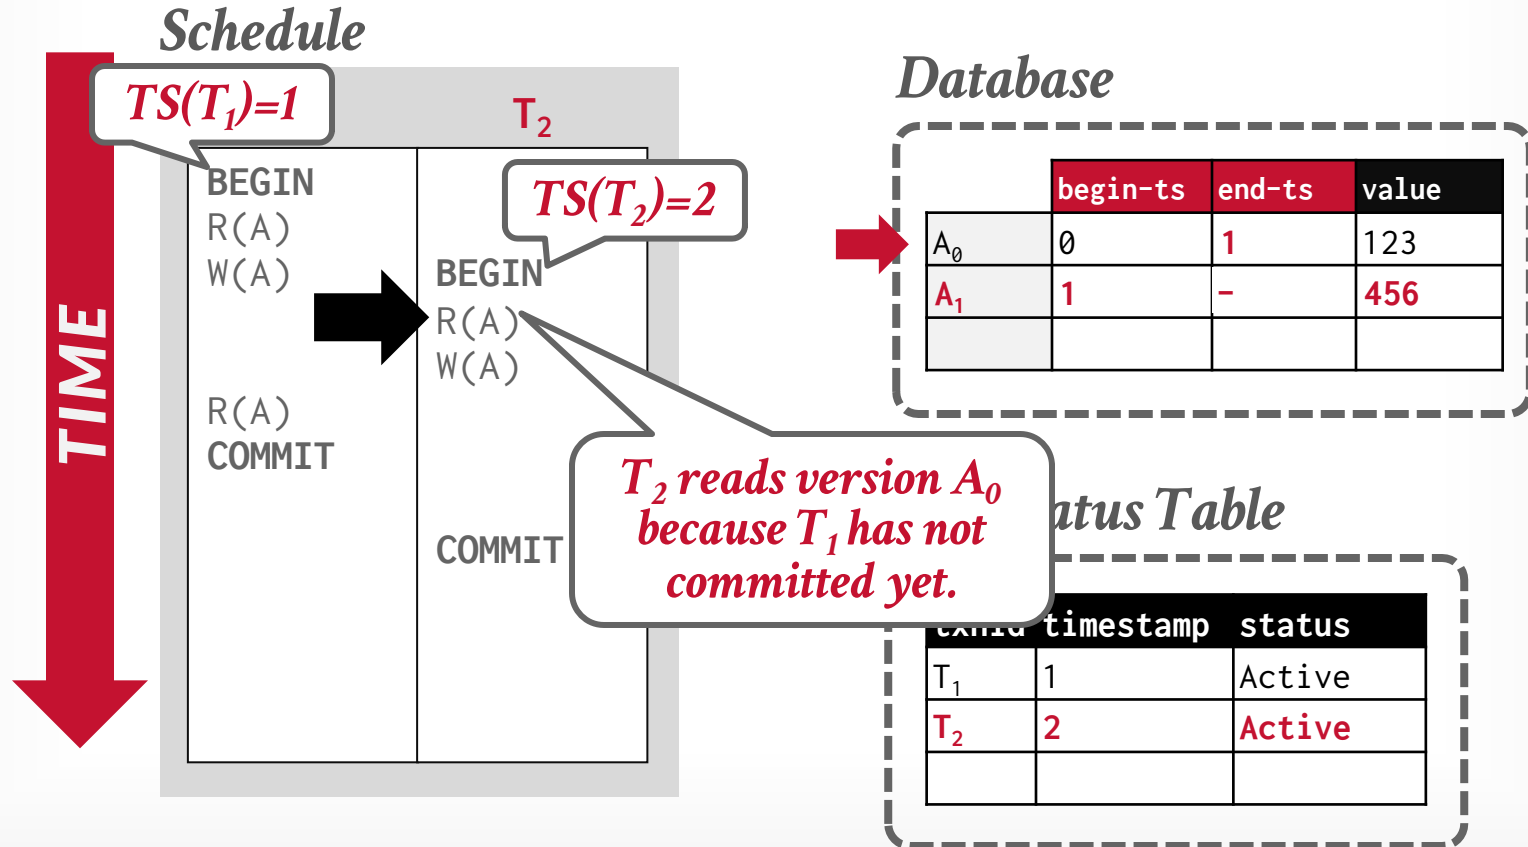 Schedule
TS(T₁)=1
T₂
BEGIN
R(A)
W(A)
TS(T₂)=2
BEGIN
R(A)
W(A)
R(A)
COMMIT
COMMIT
TIME
T₂ reads version A₀
because T₁ has not
committed yet.
Database
begin-ts end-ts value
A₀ 0 1 123
A₁ 1 - 456
Table
timestamp status
T₁ 1 Active
T₂ 2 Active